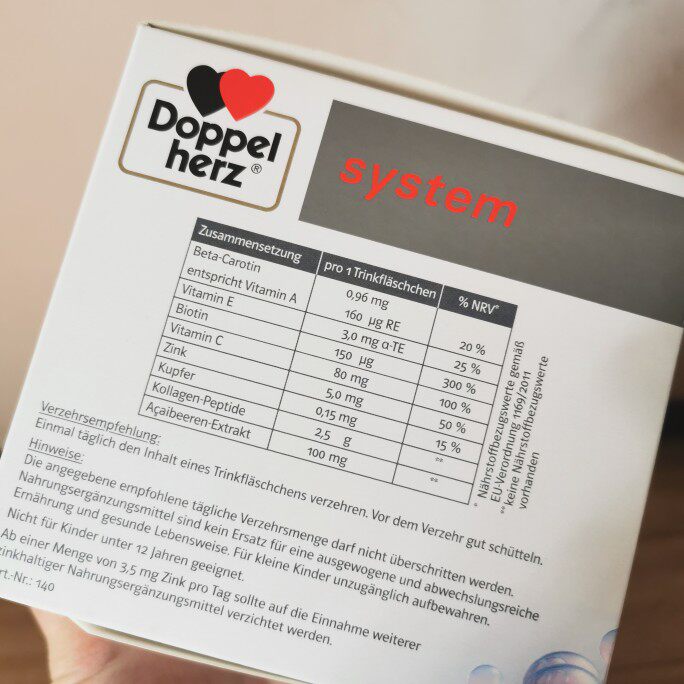 Doppel
herz®
system
Zusammensetzung pro 1 Trinkfläschchen % NRV*
Beta-Carotin 0,96 mg
entspricht Vitamin A 160 µg RE 20 %
Vitamin E 3,0 mg α-TE 25 %
Biotin 150 µg 300 %
Vitamin C 80 mg 100 %
Zink 5,0 mg 50 %
Kupfer 0,15 mg 15 %
Kollagen-Peptide 2,5 g **
Açaibeeren-Extrakt 100 mg **
* Nährstoffbezugswerte gemäß
EU-Verordnung 1169/2011
** keine Nährstoffbezugswerte
vorhanden
Verzehrsempfehlung:
Einmal täglich den Inhalt eines Trinkfläschchens verzehren. Vor dem Verzehr gut schütteln.
Hinweise:
Die angegebene empfohlene tägliche Verzehrsmenge darf nicht überschritten werden.
Nahrungsergänzungsmittel sind kein Ersatz für eine ausgewogene und abwechslungsreiche
Ernährung und gesunde Lebensweise. Für kleine Kinder unzugänglich aufbewahren.
Nicht für Kinder unter 12 Jahren geeignet.
Ab einer Menge von 3,5 mg Zink pro Tag sollte auf die Einnahme weiterer
zinkhaltiger Nahrungsergänzungsmittel verzichtet werden.
rt.-Nr.: 140